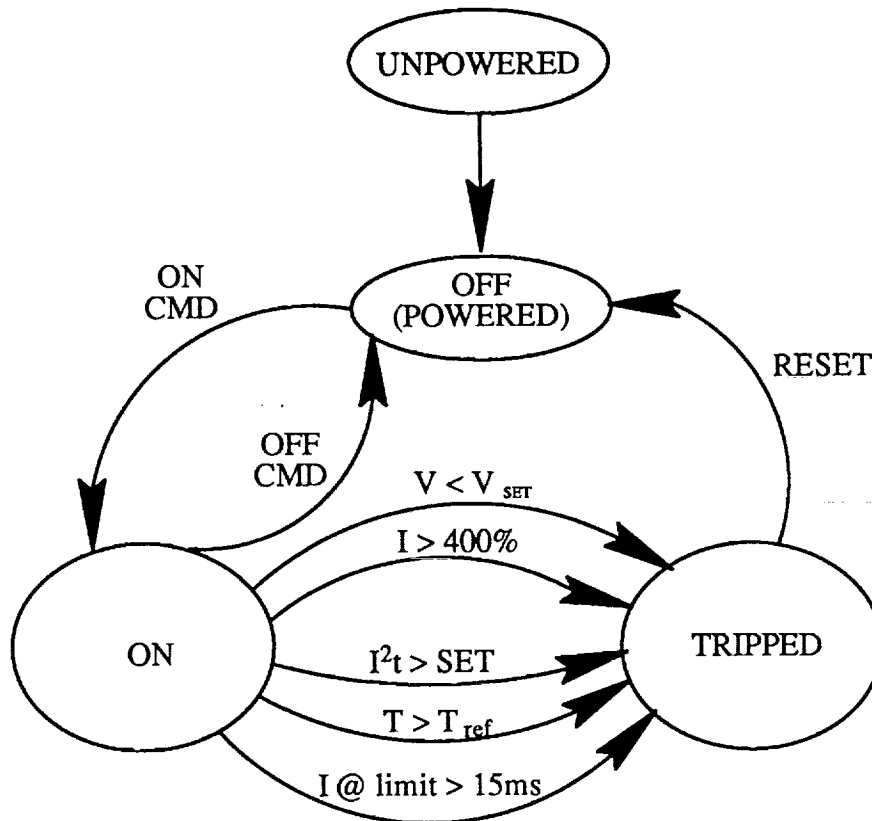 UNPOWERED
OFF
(POWERED)
ON
CMD
RESET
OFF
CMD
V < V SET
I > 400%
ON
TRIPPED
I²t > SET
T > T ref
I @ limit > 15ms